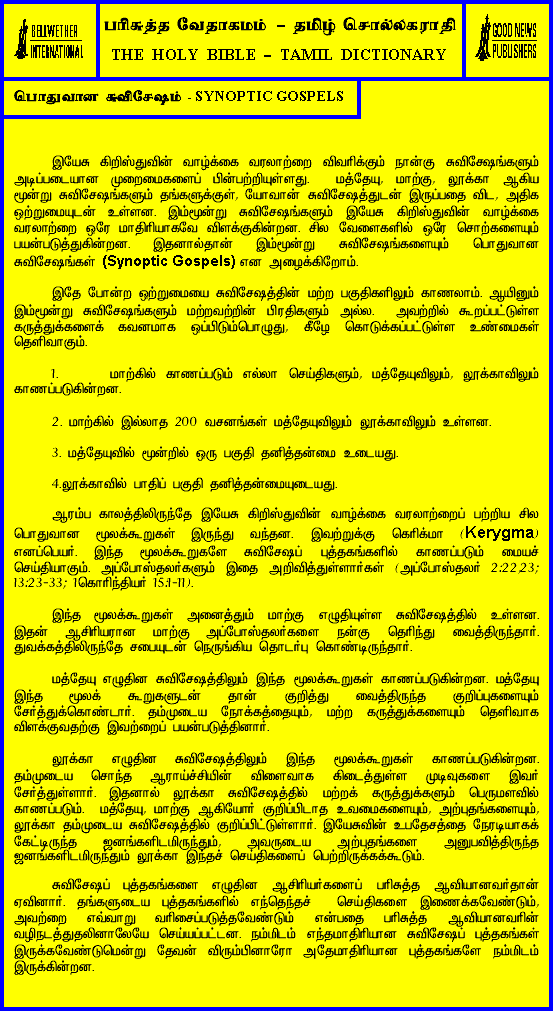 BELLWETHER
INTERNATIONAL
பரிசுத்த வேதாகமம் – தமிழ் சொல்லகராதி
THE HOLY BIBLE – TAMIL DICTIONARY
GOOD NEWS
PUBLISHERS
பொதுவான சுவிசேஷம் - SYNOPTIC GOSPELS
இயேசு கிறிஸ்துவின் வாழ்க்கை வரலாற்றை விவரிக்கும் நான்கு சுவிசேஷங்களும்
அடிப்படையான முறைமைகளைப் பின்பற்றியுள்ளது. மத்தேயு, மாற்கு, லூக்கா ஆகிய
மூன்று சுவிசேஷங்களும் தங்களுக்குள், யோவான் சுவிசேஷத்துடன் இருப்பதை விட, அதிக
ஒற்றுமையுடன் உள்ளன. இம்மூன்று சுவிசேஷங்களும் இயேசு கிறிஸ்துவின் வாழ்க்கை
வரலாற்றை ஒரே மாதிரியாகவே விளக்குகின்றன. சில வேளைகளில் ஒரே சொற்களையும்
பயன்படுத்துகின்றன. இதனால்தான் இம்மூன்று சுவிசேஷங்களையும் பொதுவான
சுவிசேஷங்கள் (Synoptic Gospels) என அழைக்கிறோம்.
இதே போன்ற ஒற்றுமையை சுவிசேஷத்தின் மற்ற பகுதிகளிலும் காணலாம். ஆயினும்
இம்மூன்று சுவிசேஷங்களும் மற்றவற்றின் பிரதிகளும் அல்ல. அவற்றில் கூறப்பட்டுள்ள
கருத்துக்களைக் கவனமாக ஒப்பிடும்பொழுது, கீழே கொடுக்கப்பட்டுள்ள உண்மைகள்
தெளிவாகும்.
1. மாற்கில் காணப்படும் எல்லா செய்திகளும், மத்தேயுவிலும், லூக்காவிலும்
காணப்படுகின்றன.
2. மாற்கில் இல்லாத 200 வசனங்கள் மத்தேயுவிலும் லூக்காவிலும் உள்ளன.
3. மத்தேயுவில் மூன்றில் ஒரு பகுதி தனித்தன்மை உடையது.
4.லூக்காவில் பாதிப் பகுதி தனித்தன்மையுடையது.
ஆரம்ப காலத்திலிருந்தே இயேசு கிறிஸ்துவின் வாழ்க்கை வரலாற்றைப் பற்றிய சில
பொதுவான மூலக்கூறுகள் இருந்து வந்தன. இவற்றுக்கு கெரிக்மா (Kerygma)
எனப்பெயர். இந்த மூலக்கூறுகளே சுவிசேஷப் புத்தகங்களில் காணப்படும் மையச்
செய்தியாகும். அப்போஸ்தலர்களும் இதை அறிவித்துள்ளார்கள் (அப்போஸ்தலர் 2:22,23;
13:23-33; 1கொரிந்தியர் 15:1-11).
இந்த மூலக்கூறுகள் அனைத்தும் மாற்கு எழுதியுள்ள சுவிசேஷத்தில் உள்ளன.
இதன் ஆசிரியரான மாற்கு அப்போஸ்தலர்களை நன்கு தெரிந்து வைத்திருந்தார்.
துவக்கத்திலிருந்தே சபையுடன் நெருங்கிய தொடர்பு கொண்டிருந்தார்.
மத்தேயு எழுதின சுவிசேஷத்திலும் இந்த மூலக்கூறுகள் காணப்படுகின்றன. மத்தேயு
இந்த மூலக் கூறுகளுடன் தான் குறித்து வைத்திருந்த குறிப்புகளையும்
சேர்த்துக்கொண்டார். தம்முடைய நோக்கத்தையும், மற்ற கருத்துக்களையும் தெளிவாக
விளக்குவதற்கு இவற்றைப் பயன்படுத்தினார்.
லூக்கா எழுதின சுவிசேஷத்திலும் இந்த மூலக்கூறுகள் காணப்படுகின்றன.
தம்முடைய சொந்த ஆராய்ச்சியின் விளைவாக கிடைத்துள்ள முடிவுகளை இவர்
சேர்த்துள்ளார். இதனால் லூக்கா சுவிசேஷத்தில் மற்றக் கருத்துக்களும் பெருமளவில்
காணப்படும். மத்தேயு, மாற்கு ஆகியோர் குறிப்பிடாத உவமைகளையும், அற்புதங்களையும்,
லூக்கா தம்முடைய சுவிசேஷத்தில் குறிப்பிட்டுள்ளார். இயேசுவின் உபதேசத்தை நேரடியாகக்
கேட்டிருந்த ஜனங்களிடமிருந்தும், அவருடைய அற்புதங்களை அனுபவித்திருந்த
ஜனங்களிடமிருந்தும் லூக்கா இந்தச் செய்திகளைப் பெற்றிருக்கக்கூடும்.
சுவிசேஷப் புத்தகங்களை எழுதின ஆசிரியர்களைப் பரிசுத்த ஆவியானவர்தான்
ஏவினார். தங்களுடைய புத்தகங்களில் எந்தெந்தச் செய்திகளை இணைக்கவேண்டும்,
அவற்றை எவ்வாறு வரிசைப்படுத்தவேண்டும் என்பதை பரிசுத்த ஆவியானவரின்
வழிநடத்துதலினாலேயே செய்யப்பட்டன. நம்மிடம் எந்தமாதிரியான சுவிசேஷப் புத்தகங்கள்
இருக்கவேண்டுமென்று தேவன் விரும்பினாரோ அதேமாதிரியான புத்தகங்களே நம்மிடம்
இருக்கின்றன.